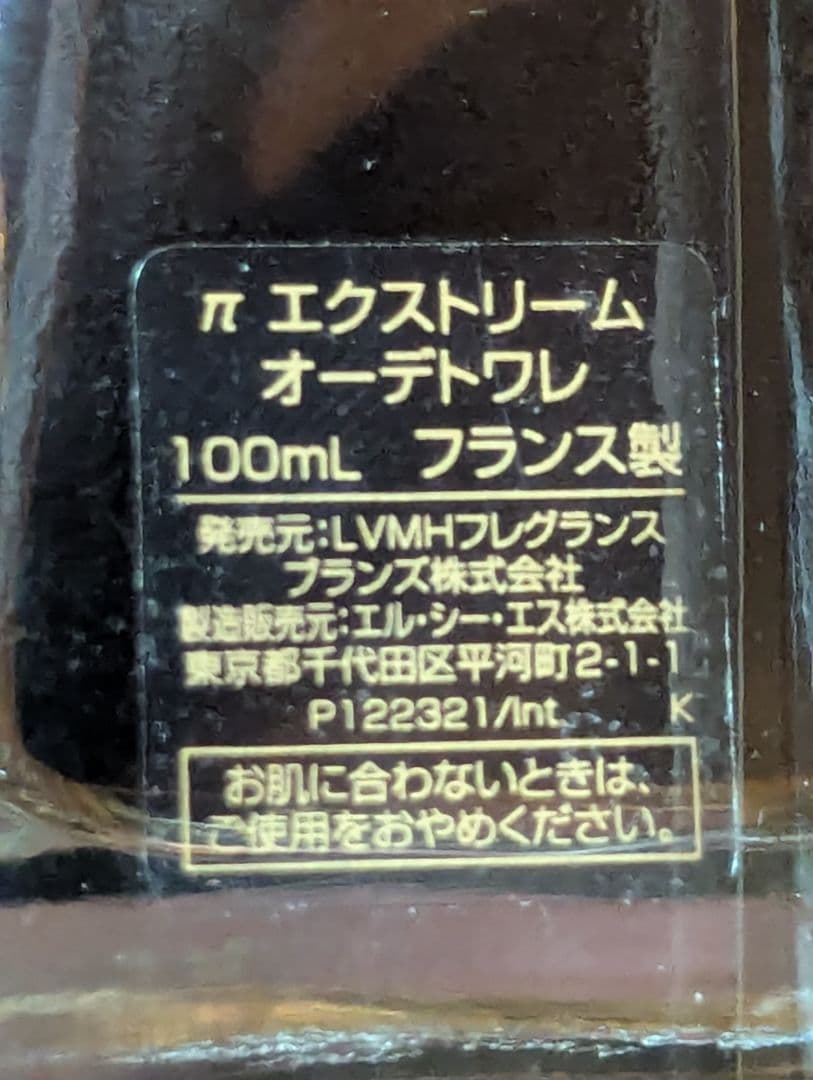 π エクストリーム
オーデトワレ
100mL フランス製
発売元:LVMHフレグランス
ブランズ株式会社
製造販売元:エル・シー・エス株式会社
東京都千代田区平河町2-1-1
P122321/Int. K
お肌に合わないときは、
ご使用をおやめください。